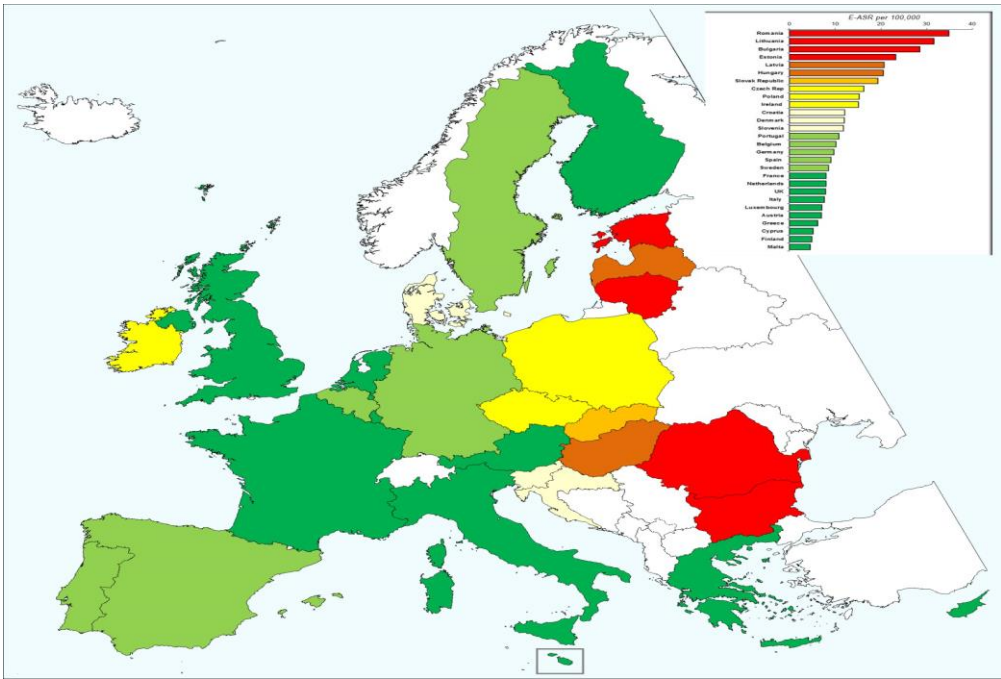 E-ASR per 100,000
0 10 20 30 40
Romania
Lithuania
Bulgaria
Estonia
Latvia
Hungary
Slovak Republic
Czech Rep
Poland
Ireland
Croatia
Denmark
Slovenia
Portugal
Belgium
Germany
Spain
Sweden
France
Netherlands
UK
Italy
Luxembourg
Austria
Greece
Cyprus
Finland
Malta